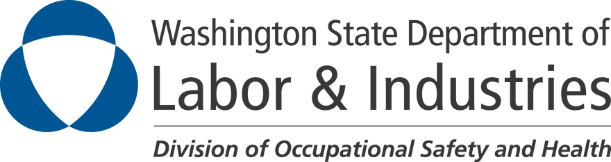 Washington State Department of
Labor & Industries
Division of Occupational Safety and Health